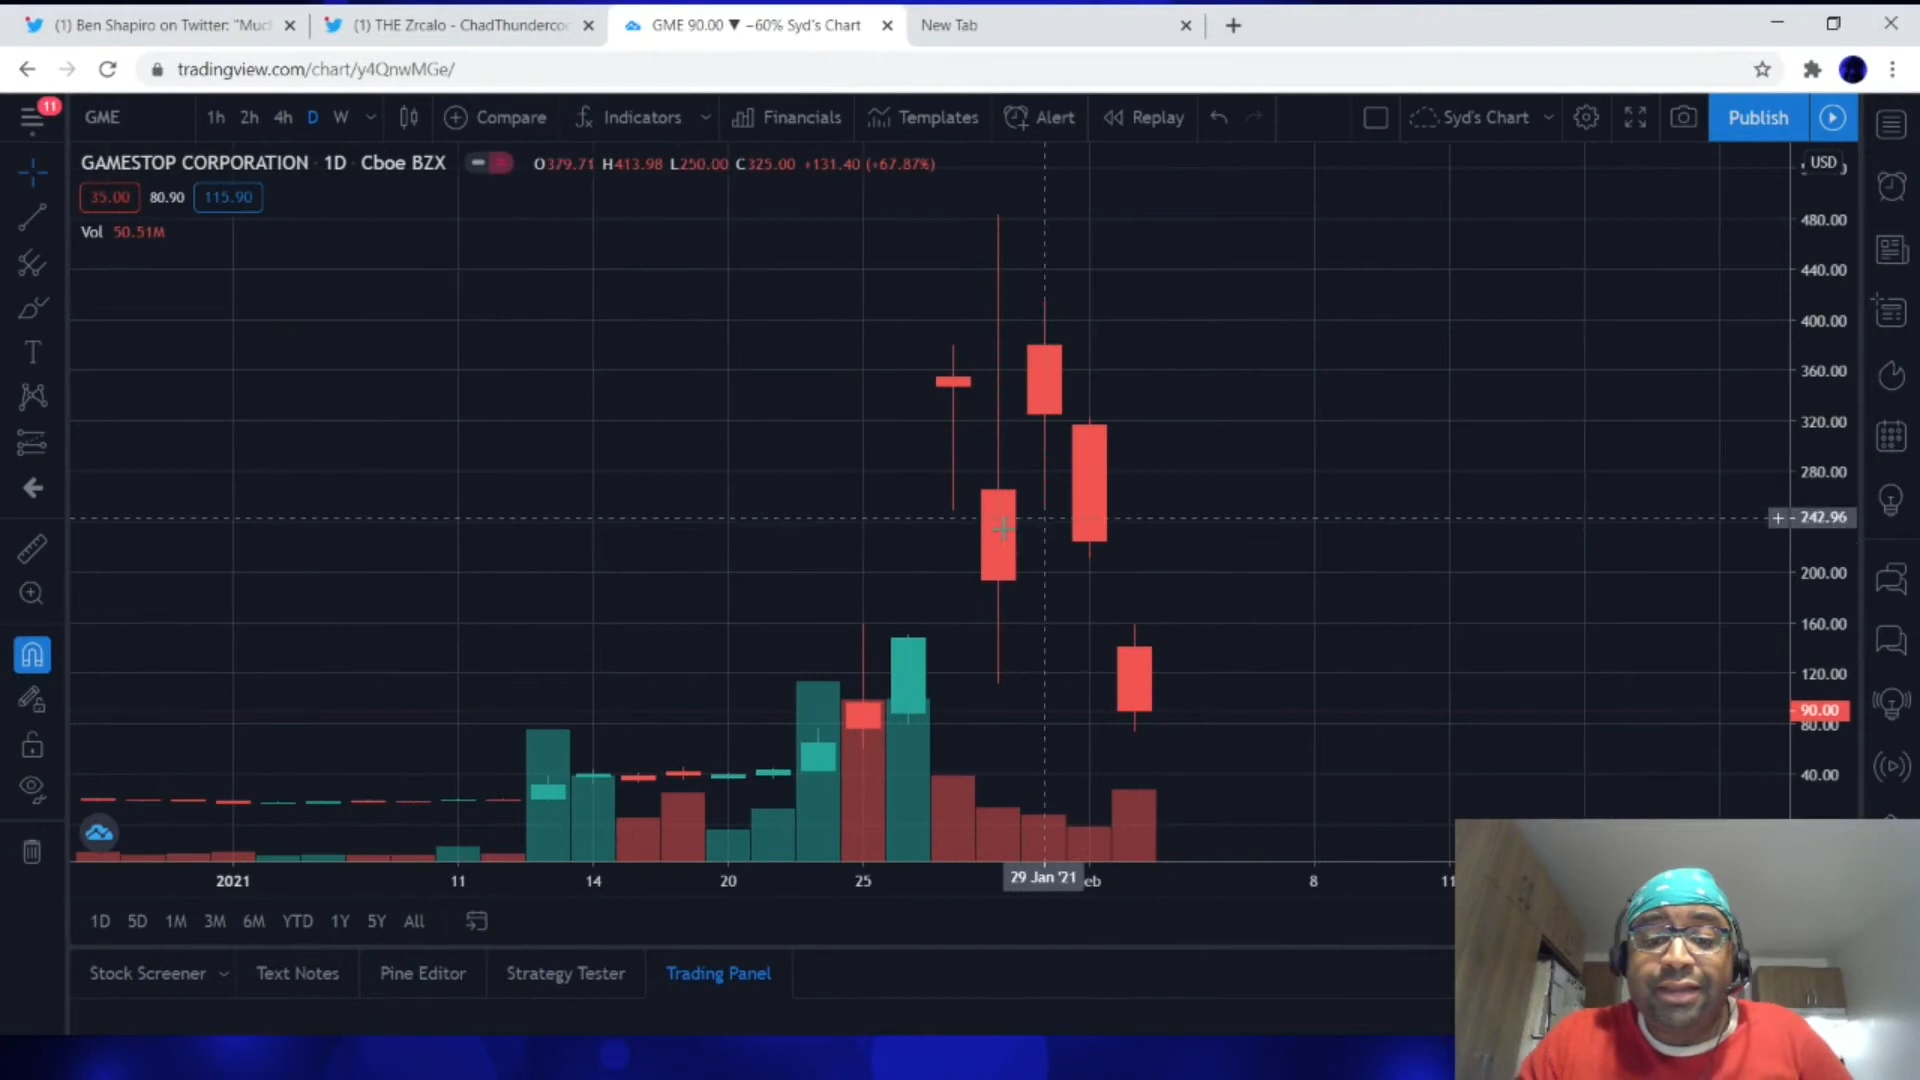 (1) Ben Shapiro on Twitter: "Much
(1) THE Zrcalo - ChadThunderco
GME 90.00 ▼ −60% Syd's Chart
New Tab
tradingview.com/chart/y4QnwMGe/
11
GME
1h 2h 4h D W
Compare
Indicators
Financials
Templates
Alert
Replay
Syd's Chart
Publish
GAMESTOP CORPORATION 1D Cboe BZX
O379.71 H413.98 L250.00 C325.00 +131.40 (+67.87%)
USD
35.00 80.90 115.90
Vol 50.51M
480.00
440.00
400.00
360.00
320.00
280.00
242.96
200.00
160.00
120.00
90.00
80.00
40.00
2021 11 14 20 25 29 Jan '21 eb 8 11
1D 5D 1M 3M 6M YTD 1Y 5Y All
Stock Screener
Text Notes
Pine Editor
Strategy Tester
Trading Panel